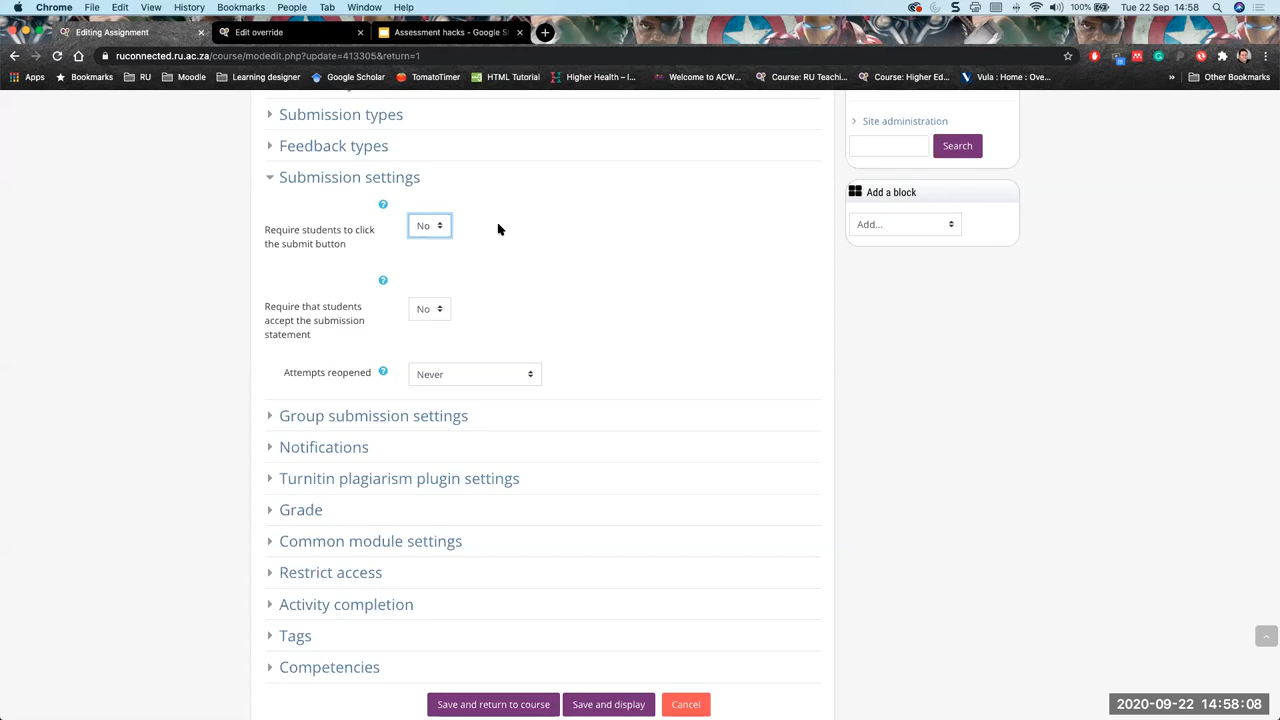 Chrome File Edit View History Bookmarks People Tab Window Help 100% Tue 22 Sep 14:58
Editing Assignment Edit override Assessment hacks - Google Sl
ruconnected.ru.ac.za/course/modedit.php?update=413305&return=1
Apps Bookmarks RU Moodle Learning designer Google Scholar TomatoTimer HTML Tutorial Higher Health – I... Welcome to ACW... Course: RU Teachi... Course: Higher Ed... Vula : Home : Ove... » Other Bookmarks
Submission types
Feedback types
Submission settings
Require students to click
the submit button
No
Require that students
accept the submission
statement
No
Attempts reopened
Never
Group submission settings
Notifications
Turnitin plagiarism plugin settings
Grade
Common module settings
Restrict access
Activity completion
Tags
Competencies
Save and return to course Save and display Cancel
Site administration
Search
Add a block
Add...
2020-09-22 14:58:08